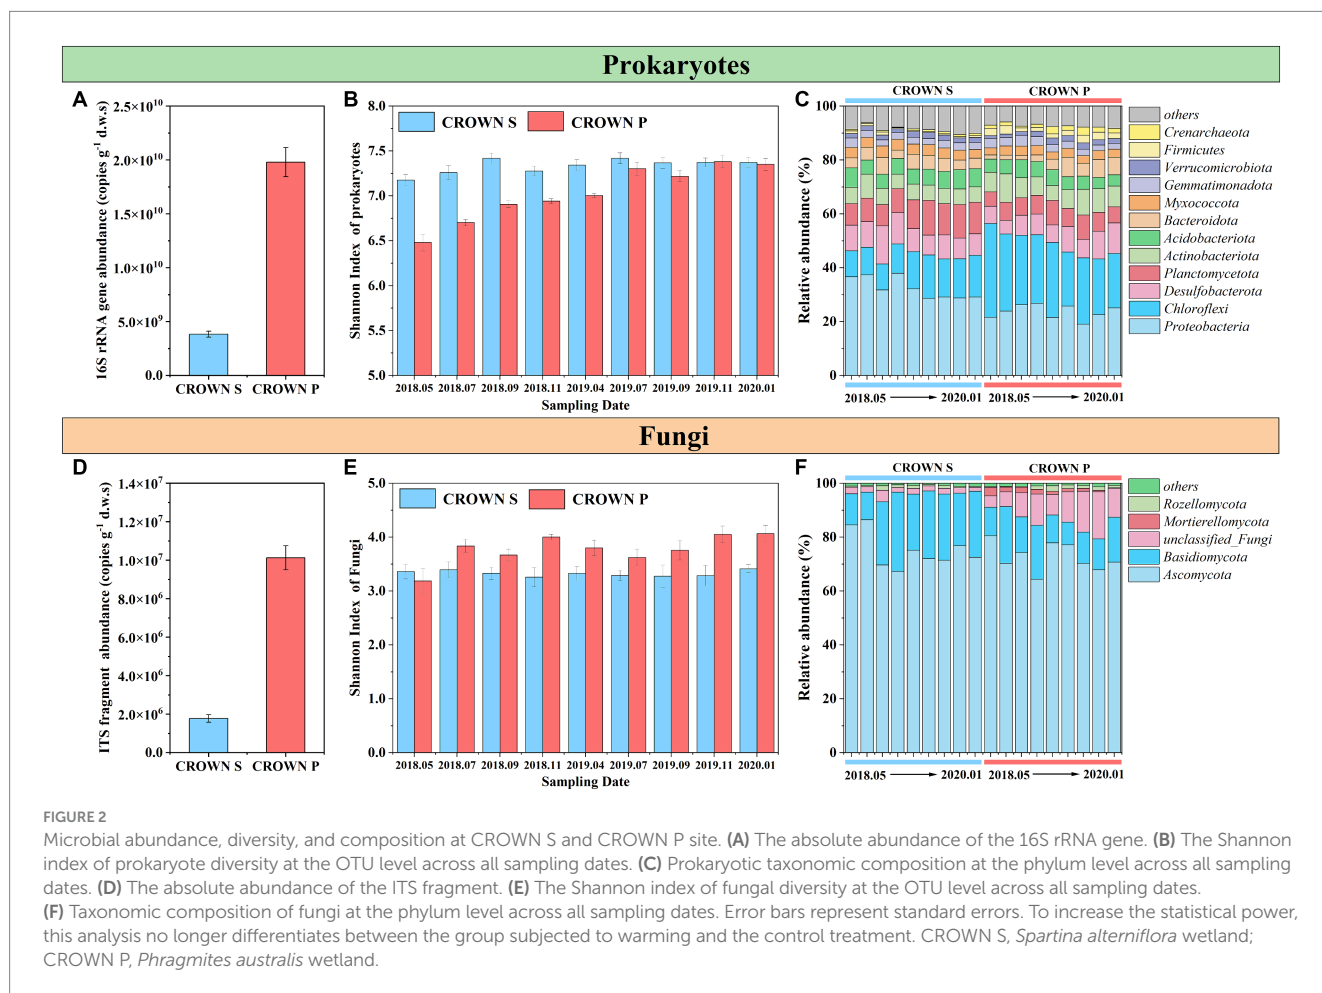 Prokaryotes
A
16S rRNA gene abundance (copies g⁻¹ d.w.s)
2.5×10¹⁰
2.0×10¹⁰
1.5×10¹⁰
1.0×10¹⁰
5.0×10⁹
0.0
CROWN S CROWN P
B
CROWN S CROWN P
Shannon Index of prokaryotes
8.0
7.5
7.0
6.5
6.0
5.5
5.0
2018.05 2018.07 2018.09 2018.11 2019.04 2019.07 2019.09 2019.11 2020.01
Sampling Date
C
CROWN S CROWN P
Relative abundance (%)
100
80
60
40
20
0
2018.05 2020.01 2018.05 2020.01
others
Crenarchaeota
Firmicutes
Verrucomicrobiota
Gemmatimonadota
Myxococcota
Bacteroidota
Acidobacteriota
Actinobacteriota
Planctomycetota
Desulfobacterota
Chloroflexi
Proteobacteria
Fungi
D
ITS fragment abundance (copies g⁻¹ d.w.s)
1.4×10⁷
1.2×10⁷
1.0×10⁷
8.0×10⁶
6.0×10⁶
4.0×10⁶
2.0×10⁶
0.0
CROWN S CROWN P
E
CROWN S CROWN P
Shannon Index of Fungi
5.0
4.0
3.0
2.0
1.0
0.0
2018.05 2018.07 2018.09 2018.11 2019.04 2019.07 2019.09 2019.11 2020.01
Sampling Date
F
CROWN S CROWN P
Relative abundance (%)
100
80
60
40
20
0
2018.05 2020.01 2018.05 2020.01
others
Rozellomycota
Mortierellomycota
unclassified_Fungi
Basidiomycota
Ascomycota
FIGURE 2
Microbial abundance, diversity, and composition at CROWN S and CROWN P site. (A) The absolute abundance of the 16S rRNA gene. (B) The Shannon
index of prokaryote diversity at the OTU level across all sampling dates. (C) Prokaryotic taxonomic composition at the phylum level across all sampling
dates. (D) The absolute abundance of the ITS fragment. (E) The Shannon index of fungal diversity at the OTU level across all sampling dates.
(F) Taxonomic composition of fungi at the phylum level across all sampling dates. Error bars represent standard errors. To increase the statistical power,
this analysis no longer differentiates between the group subjected to warming and the control treatment. CROWN S, Spartina alterniflora wetland;
CROWN P, Phragmites australis wetland.